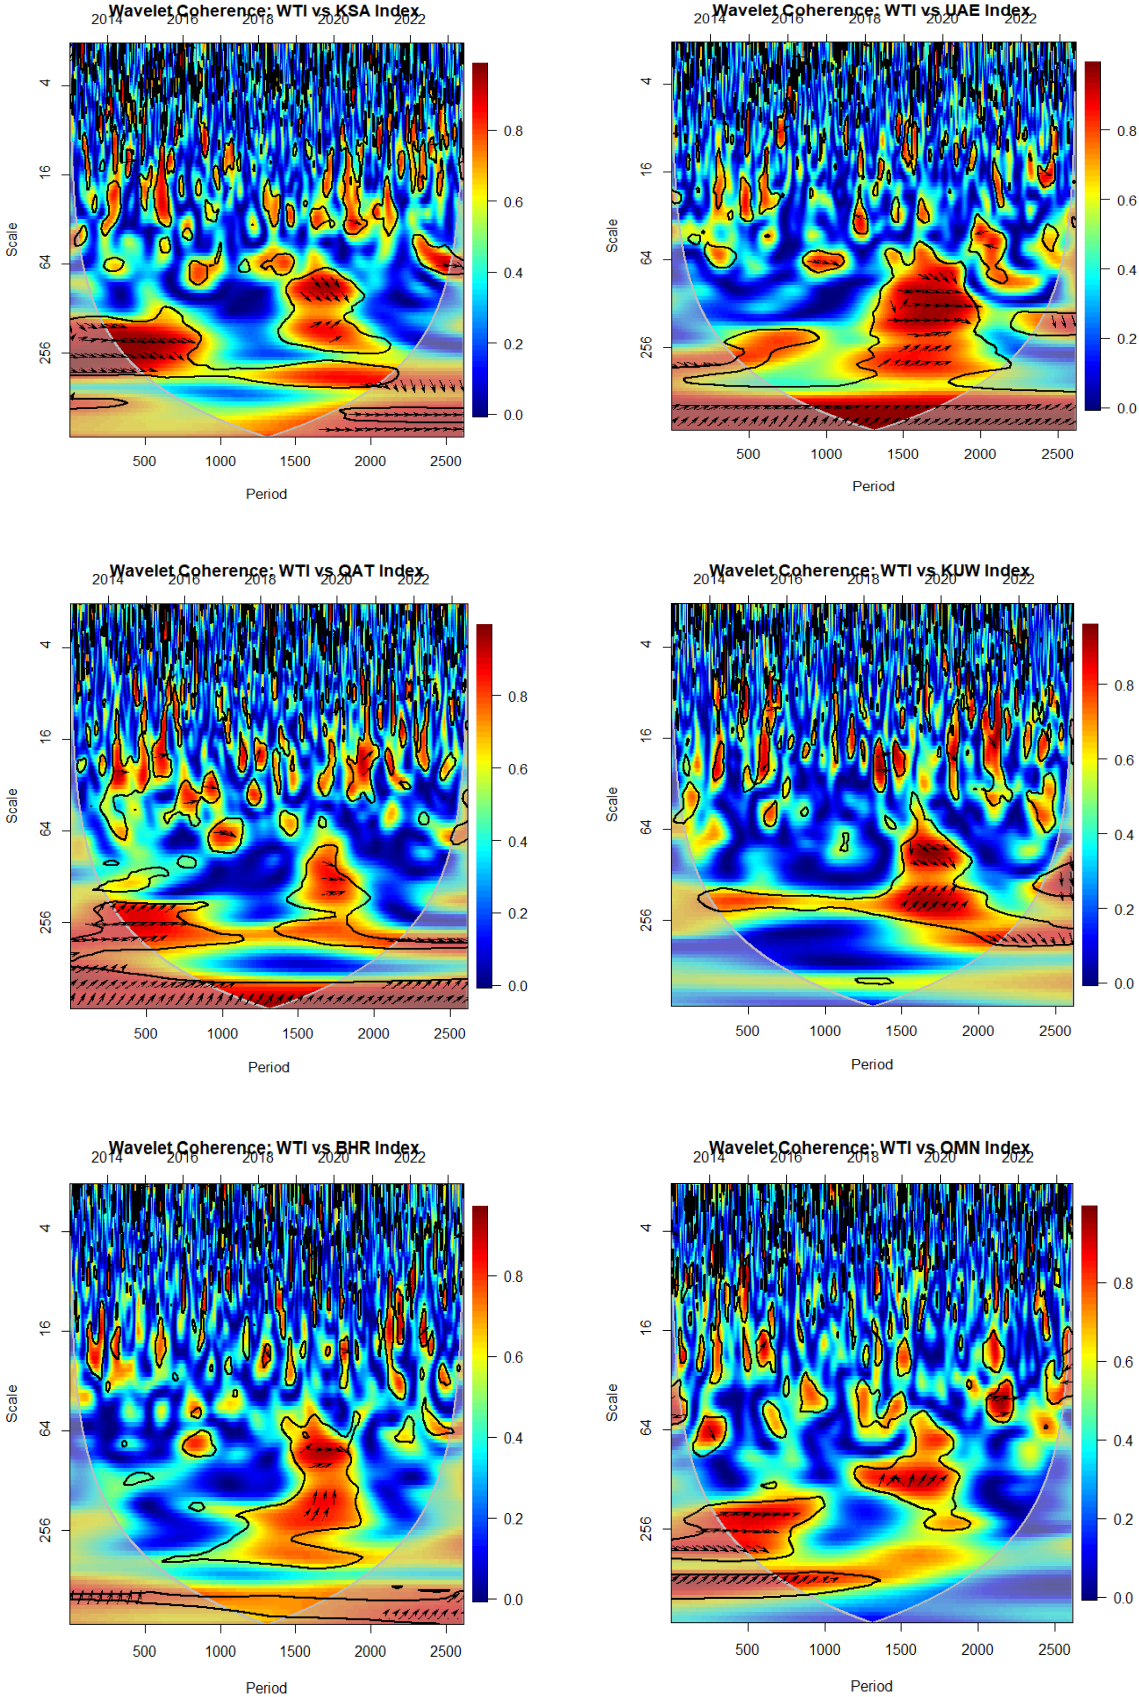 Wavelet Coherence: WTI vs KSA Index
2014 2016 2018 2020 2022
Scale
4
16
64
256
0.8
0.6
0.4
0.2
0.0
500 1000 1500 2000 2500
Period
Wavelet Coherence: WTI vs UAE Index
2014 2016 2018 2020 2022
Scale
4
16
64
256
0.8
0.6
0.4
0.2
0.0
500 1000 1500 2000 2500
Period
Wavelet Coherence: WTI vs QAT Index
2014 2016 2018 2020 2022
Scale
4
16
64
256
0.8
0.6
0.4
0.2
0.0
500 1000 1500 2000 2500
Period
Wavelet Coherence: WTI vs KUW Index
2014 2016 2018 2020 2022
Scale
4
16
64
256
0.8
0.6
0.4
0.2
0.0
500 1000 1500 2000 2500
Period
Wavelet Coherence: WTI vs BHR Index
2014 2016 2018 2020 2022
Scale
4
16
64
256
0.8
0.6
0.4
0.2
0.0
500 1000 1500 2000 2500
Period
Wavelet Coherence: WTI vs OMN Index
2014 2016 2018 2020 2022
Scale
4
16
64
256
0.8
0.6
0.4
0.2
0.0
500 1000 1500 2000 2500
Period